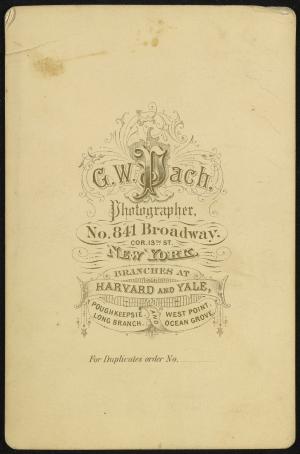 G.W. Pach.
Photographer,
No. 841 Broadway.
COR. 13TH ST.
NEW YORK.
BRANCHES AT
HARVARD AND YALE,
POUGHKEEPSIE AND WEST POINT,
LONG BRANCH, OCEAN GROVE.
For Duplicates order No.